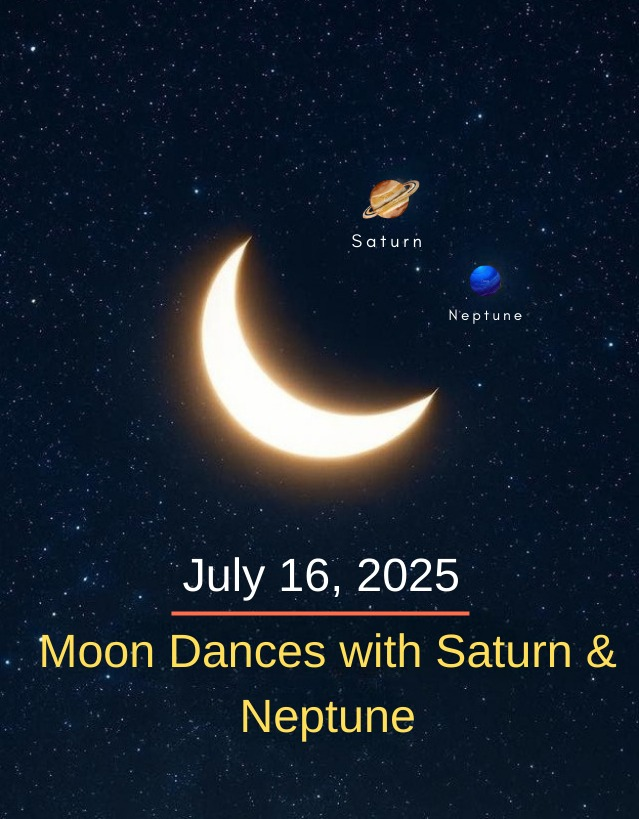 Saturn
Neptune
July 16, 2025
Moon Dances with Saturn &
Neptune